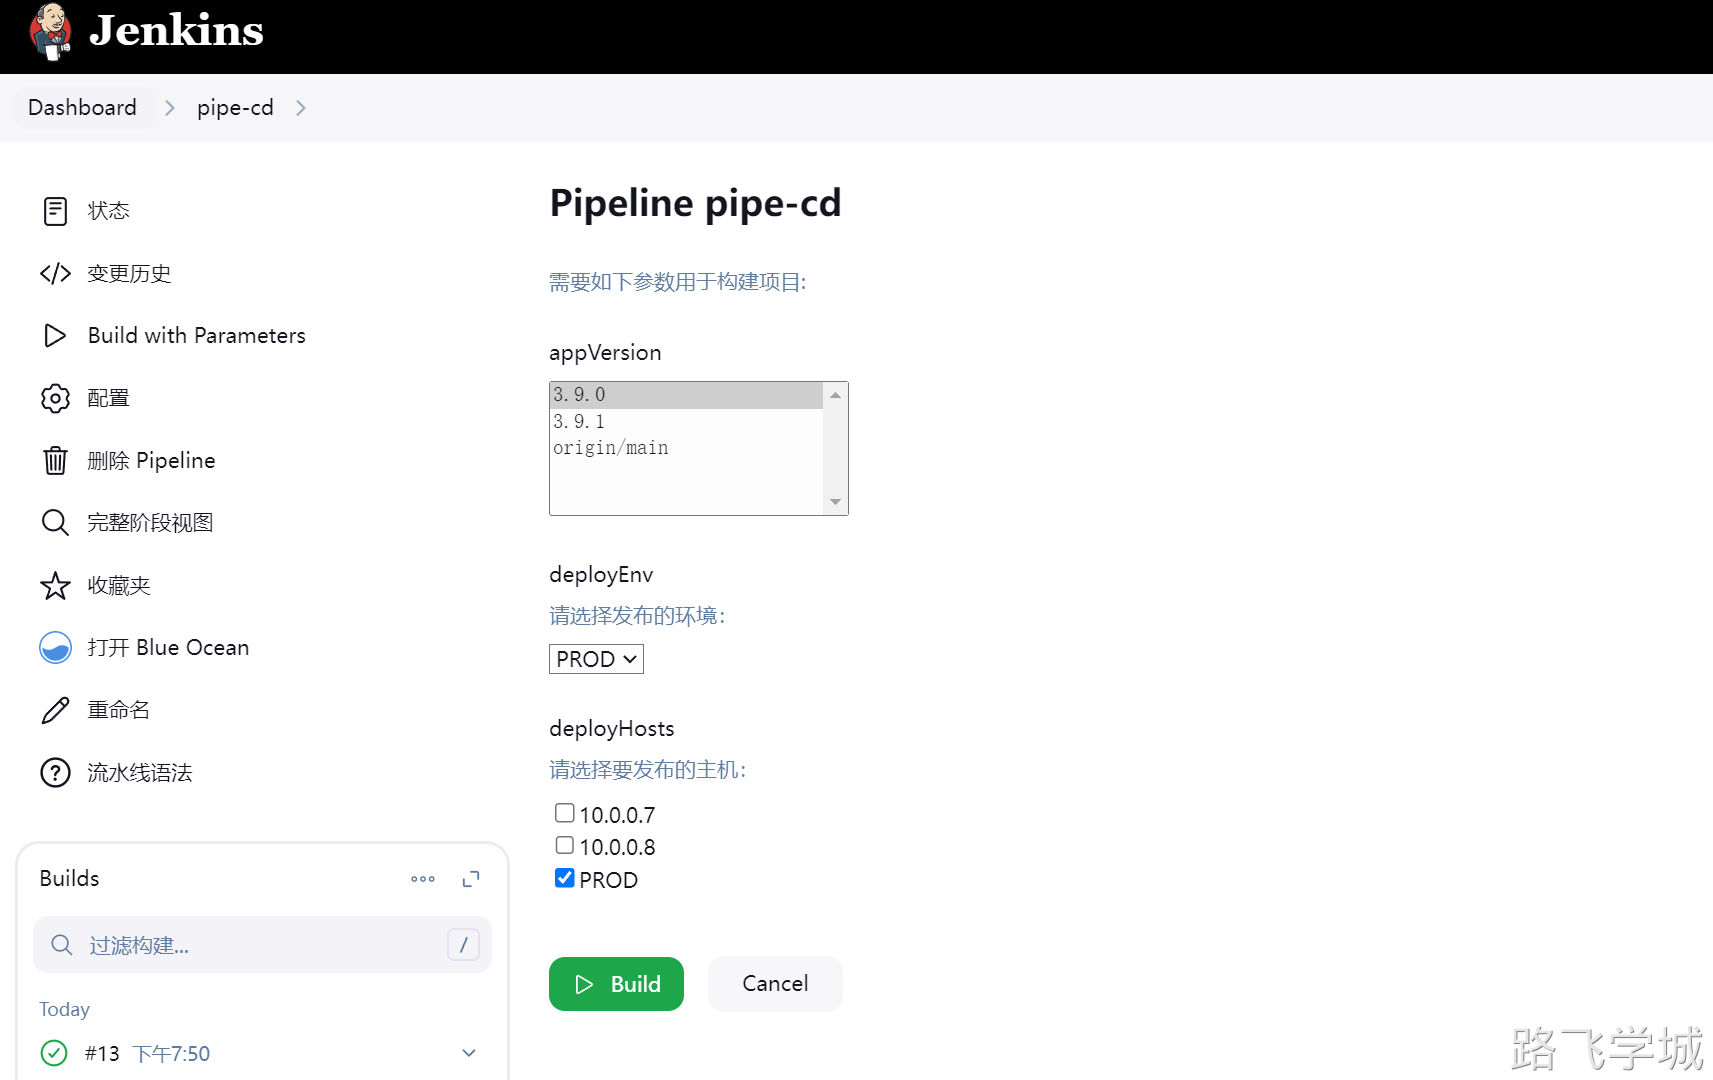 Jenkins
Dashboard
pipe-cd
状态
变更历史
Build with Parameters
配置
删除 Pipeline
完整阶段视图
收藏夹
打开 Blue Ocean
重命名
流水线语法
Builds
过滤构建...
/
Today
#13 下午7:50
Pipeline pipe-cd
需要如下参数用于构建项目:
appVersion
3.9.0
3.9.1
origin/main
deployEnv
请选择发布的环境：
PROD
deployHosts
请选择要发布的主机：
10.0.0.7
10.0.0.8
PROD
Build
Cancel
路飞学城